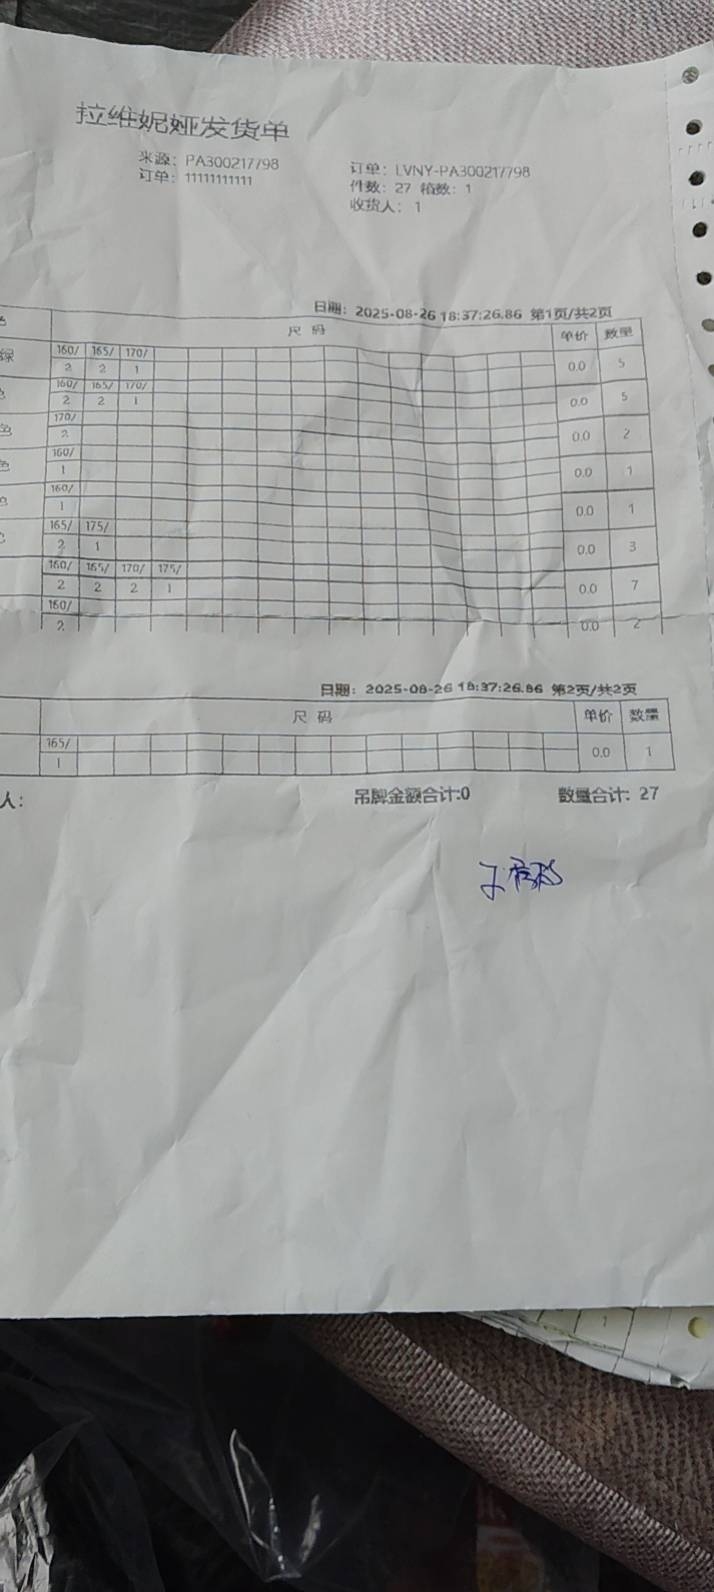 拉维妮娅发货单
来源：PA300217798
订单：11111111111
订单：LVNY-PA300217798
件数：27 箱数：1
收货人：1
日期：2025-08-26 18:37:26.86 第1页/共2页
色 尺 码 单价 数量
绿 160/ 165/ 170/ 0.0 5
2 2 1
色 160/ 165/ 170/ 0.0 5
2 2 1
色 170/ 0.0 2
2
色 160/ 0.0 1
1
色 160/ 0.0 1
1
165/ 175/ 0.0 3
2 1
160/ 165/ 170/ 175/ 0.0 7
2 2 2 1
160/ 0.0 2
2
日期：2025-08-26 18:37:26.86 第2页/共2页
尺 码 单价 数量
165/ 0.0 1
1
人： 吊牌金额合计:0 数量合计：27